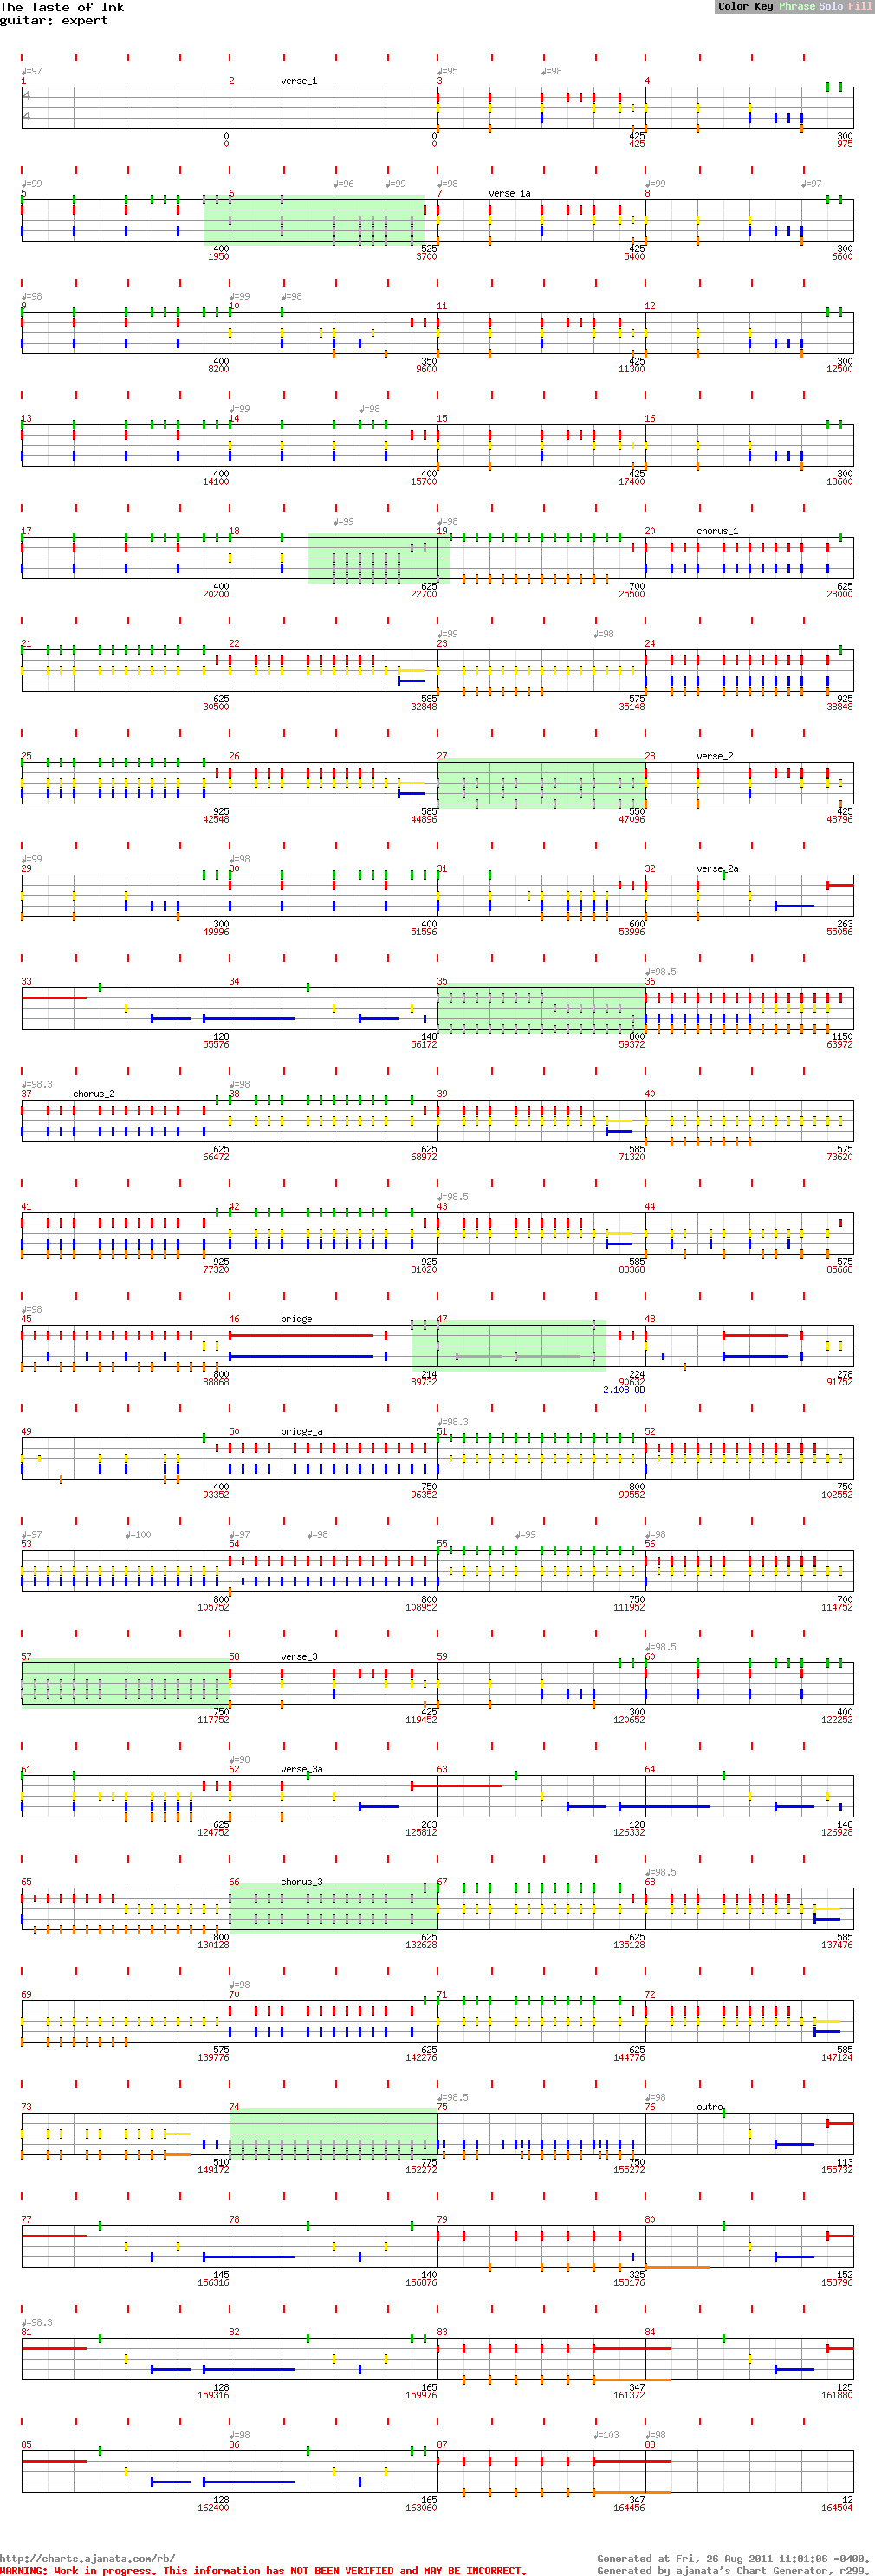 The Taste of Ink
guitar: expert
Color Key Phrase Solo Fill
♩=97 ♩=95 ♩=98
1 2 verse_1 3 4
4
4
0 0 425 300
0 0 425 975
♩=99 ♩=96 ♩=99 ♩=98 ♩=99 ♩=97
5 6 7 verse_1a 8
400 525 425 300
1950 3700 5400 6600
♩=98 ♩=99 ♩=98
9 10 11 12
400 350 425 300
8200 9600 11300 12500
♩=99 ♩=98
13 14 15 16
400 400 425 300
14100 15700 17400 18600
♩=99 ♩=98
17 18 19 20 chorus_1
400 625 700 625
20200 22700 25500 28000
♩=99 ♩=98
21 22 23 24
625 585 575 925
30500 32848 35148 38848
25 26 27 28 verse_2
925 585 550 425
42548 44896 47096 48796
♩=99 ♩=98
29 30 31 32 verse_2a
300 400 600 263
49996 51596 53996 55056
♩=98.5
33 34 35 36
128 148 800 1150
55576 56172 59372 63972
♩=98.3 ♩=98
37 chorus_2 38 39 40
625 625 585 575
66472 68972 71320 73620
♩=98.5
41 42 43 44
925 925 585 575
77320 81020 83368 85668
♩=98
45 46 bridge 47 48
800 214 224 278
88868 89732 90632 91752
2.108 OD
♩=98.3
49 50 bridge_a 51 52
400 750 800 750
93352 96352 99552 102552
♩=97 ♩=100 ♩=97 ♩=98 ♩=99 ♩=98
53 54 55 56
800 800 750 700
105752 108952 111952 114752
♩=98.5
57 58 verse_3 59 60
750 425 300 400
117752 119452 120652 122252
♩=98
61 62 verse_3a 63 64
625 263 128 148
124752 125812 126332 126928
♩=98.5
65 66 chorus_3 67 68
800 625 625 585
130128 132628 135128 137476
♩=98
69 70 71 72
575 625 625 585
139776 142276 144776 147124
♩=98.5 ♩=98
73 74 75 76 outro
510 775 750 113
149172 152272 155272 155732
77 78 79 80
145 140 325 152
156316 156876 158176 158796
♩=98.3
81 82 83 84
128 165 347 125
159316 159976 161372 161880
♩=98 ♩=103 ♩=98
85 86 87 88
128 165 347 12
162400 163060 164456 164504
http://charts.ajanata.com/rb/ Generated at Fri, 26 Aug 2011 11:01:06 -0400.
WARNING: Work in progress. This information has NOT BEEN VERIFIED and MAY BE INCORRECT. Generated by ajanata's Chart Generator, r299.